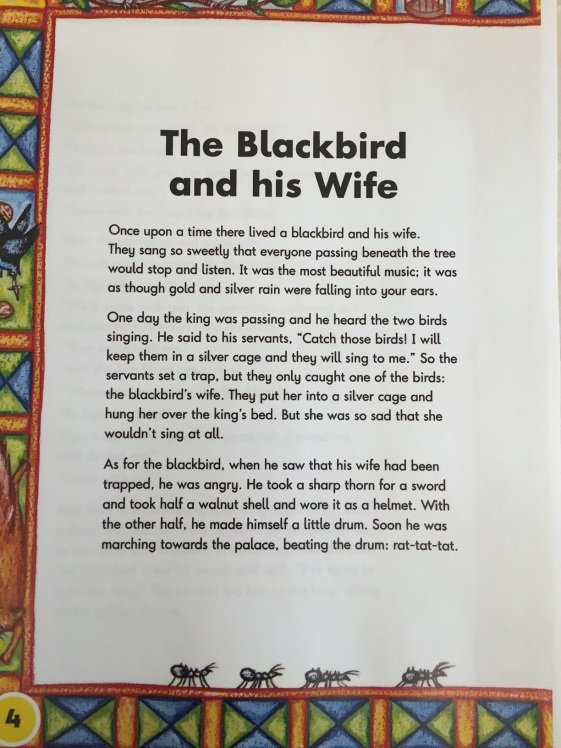 The Blackbird
and his Wife
Once upon a time there lived a blackbird and his wife.
They sang so sweetly that everyone passing beneath the tree
would stop and listen. It was the most beautiful music; it was
as though gold and silver rain were falling into your ears.
One day the king was passing and he heard the two birds
singing. He said to his servants, “Catch those birds! I will
keep them in a silver cage and they will sing to me.” So the
servants set a trap, but they only caught one of the birds:
the blackbird’s wife. They put her into a silver cage and
hung her over the king’s bed. But she was so sad that she
wouldn’t sing at all.
As for the blackbird, when he saw that his wife had been
trapped, he was angry. He took a sharp thorn for a sword
and took half a walnut shell and wore it as a helmet. With
the other half, he made himself a little drum. Soon he was
marching towards the palace, beating the drum: rat-tat-tat.
4